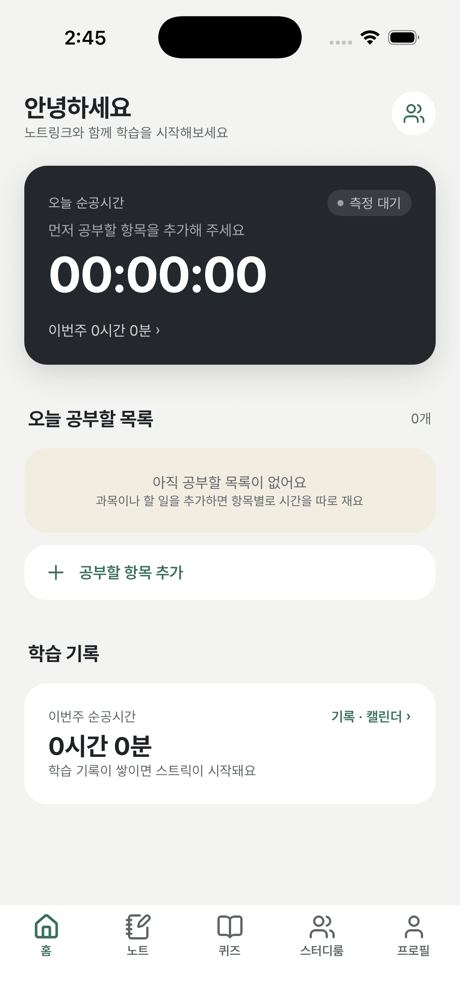 2:45
안녕하세요
노트링크와 함께 학습을 시작해보세요
오늘 순공시간
측정 대기
먼저 공부할 항목을 추가해 주세요
00:00:00
이번주 0시간 0분 ›
오늘 공부할 목록
0개
아직 공부할 목록이 없어요
과목이나 할 일을 추가하면 항목별로 시간을 따로 재요
공부할 항목 추가
학습 기록
이번주 순공시간
기록 · 캘린더 ›
0시간 0분
학습 기록이 쌓이면 스트릭이 시작돼요
홈
노트
퀴즈
스터디룸
프로필